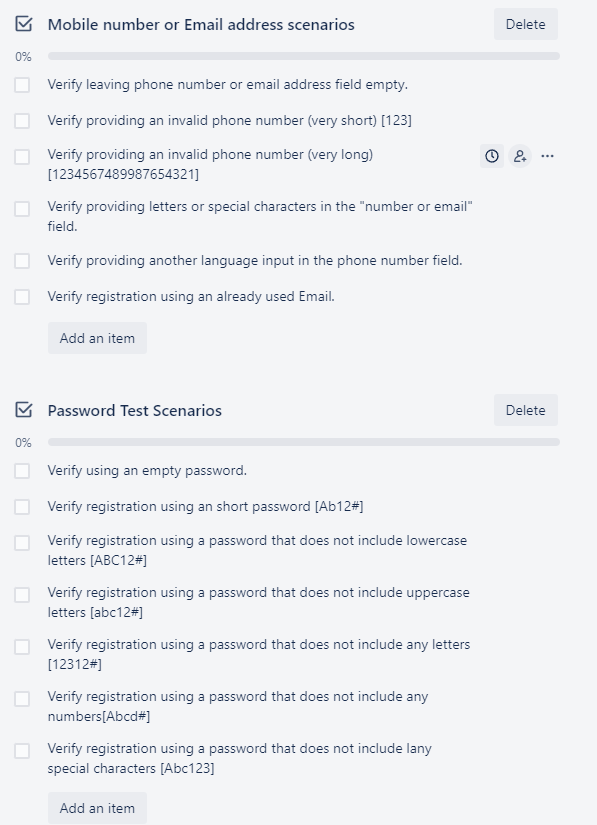 Mobile number or Email address scenarios
Delete
0%
Verify leaving phone number or email address field empty.
Verify providing an invalid phone number (very short) [123]
Verify providing an invalid phone number (very long)
[1234567489987654321]
Verify providing letters or special characters in the "number or email"
field.
Verify providing another language input in the phone number field.
Verify registration using an already used Email.
Add an item
Password Test Scenarios
Delete
0%
Verify using an empty password.
Verify registration using an short password [Ab12#]
Verify registration using a password that does not include lowercase
letters [ABC12#]
Verify registration using a password that does not include uppercase
letters [abc12#]
Verify registration using a password that does not include any letters
[12312#]
Verify registration using a password that does not include any
numbers[Abcd#]
Verify registration using a password that does not include lany
special characters [Abc123]
Add an item